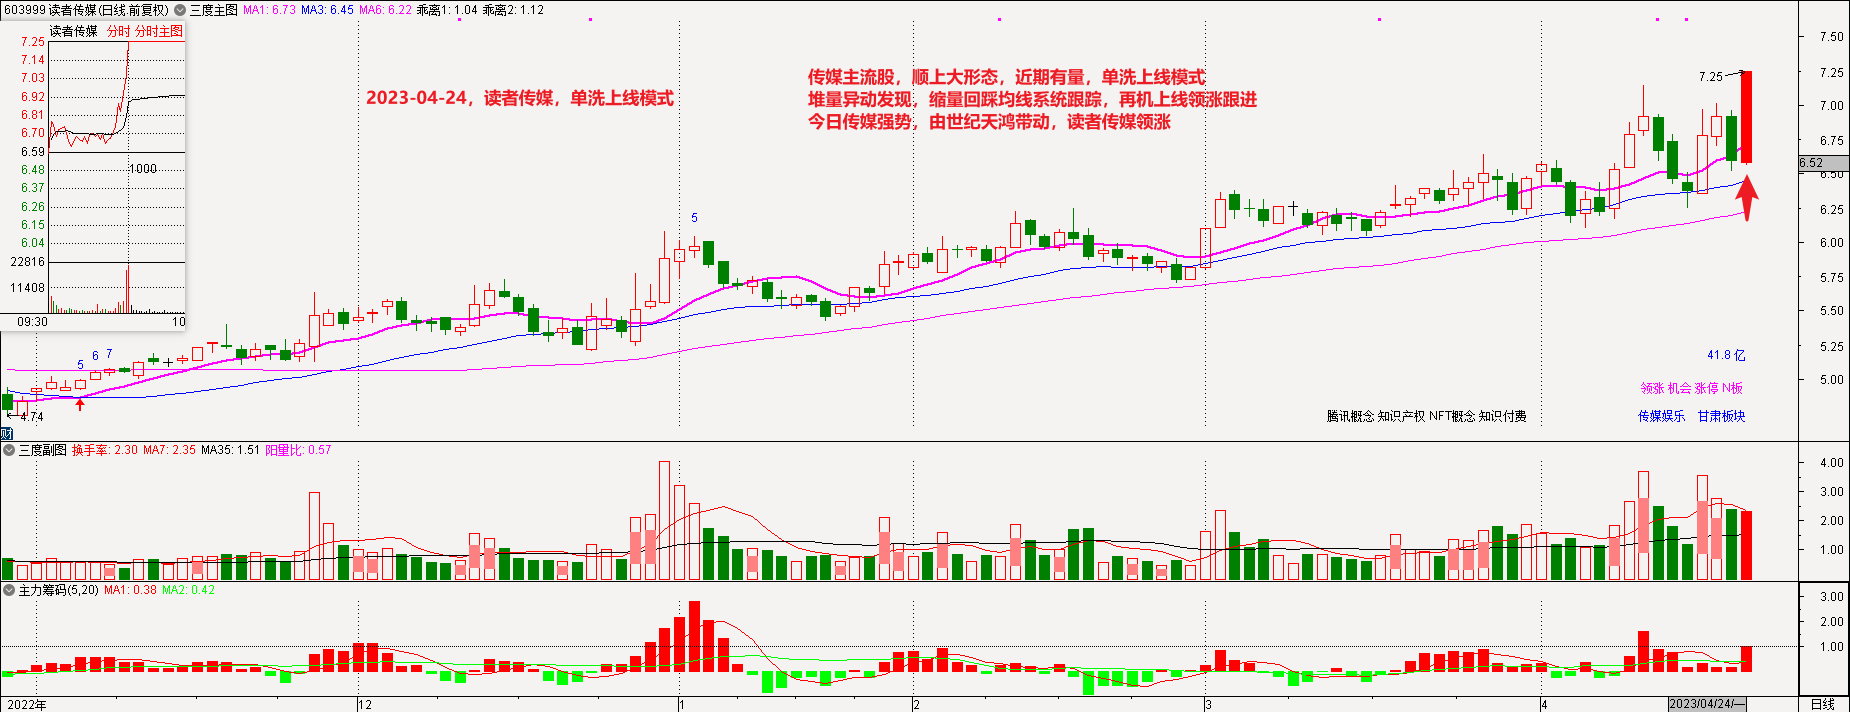 603999 读者传媒(日线.前复权) 三度主图 MA1: 6.73 MA3: 6.45 MA6: 6.22 乖离1: 1.04 乖离2: 1.12
读者传媒 分时 分时主图
7.25
7.14
7.03
6.92
6.81
6.70
6.59
6.48
6.37
6.26
6.15
6.04
22816
11408
1000
09:30 10
2023-04-24，读者传媒，单洗上线模式
传媒主流股，顺上大形态，近期有量，单洗上线模式
堆量异动发现，缩量回踩均线系统跟踪，再机上线领涨跟进
今日传媒强势，由世纪天鸿带动，读者传媒领涨
7.25
5
5 6 7
4.74
财
7.50
7.25
7.00
6.75
6.52
6.50
6.25
6.00
5.75
5.50
5.25
5.00
41.8 亿
领涨 机会 涨停 N板
腾讯概念 知识产权 NFT概念 知识付费 传媒娱乐 甘肃板块
三度副图 换手率: 2.30 MA7: 2.35 MA35: 1.51 阳量比: 0.57
4.00
3.00
2.00
1.00
主力筹码(5,20) MA1: 0.38 MA2: 0.42
3.00
2.00
1.00
2022年 12 1 2 3 4 2023/04/24/一 日线